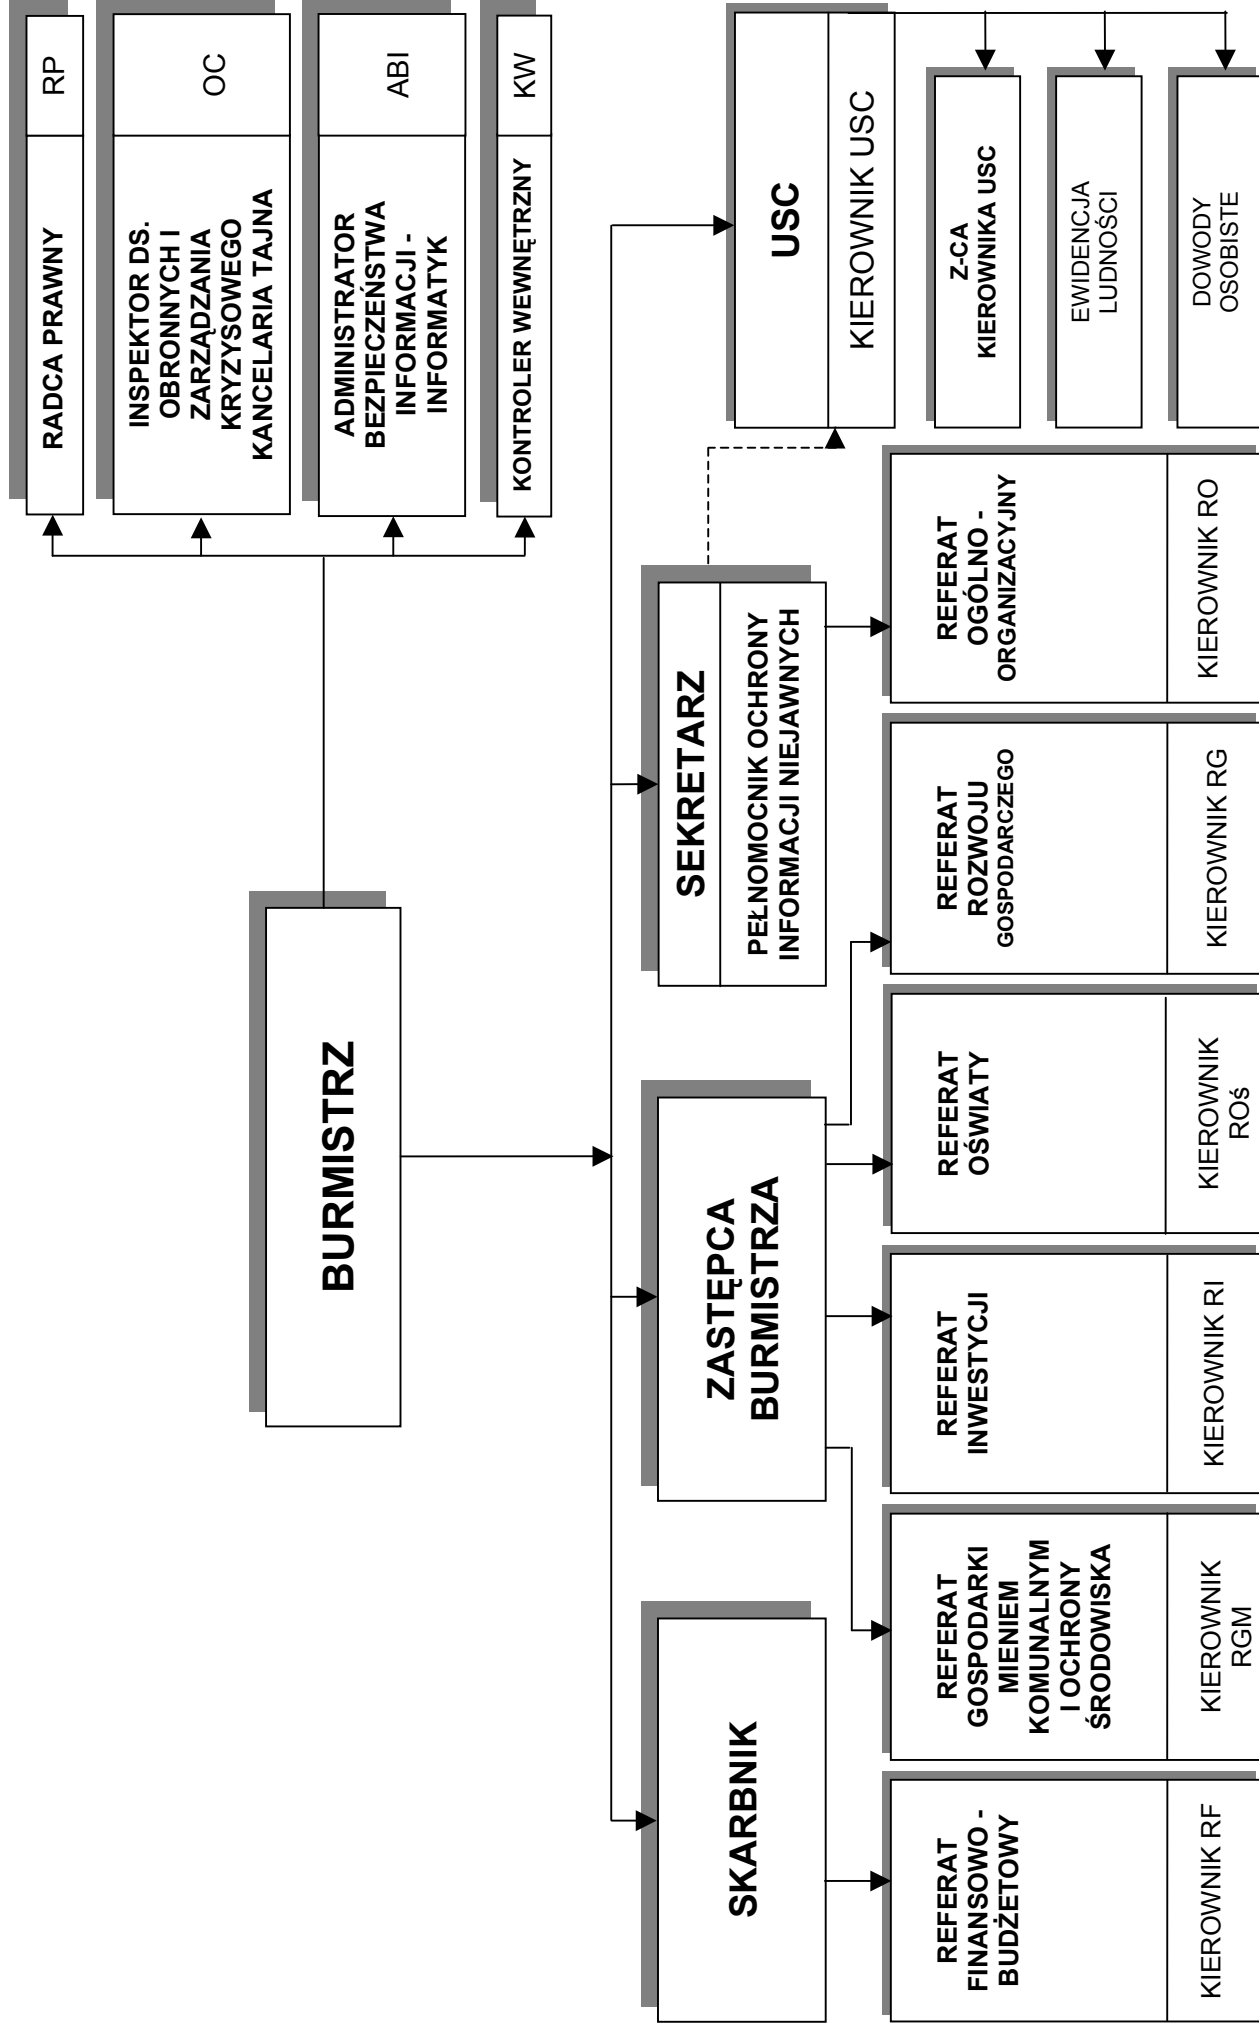 RADCA PRAWNY
RP
INSPEKTOR DS.
OBRONNYCH I
ZARZĄDZANIA
KRYZYSOWEGO
KANCELARIA TAJNA
OC
ADMINISTRATOR
BEZPIECZEŃSTWA
INFORMACJI -
INFORMATYK
ABI
KONTROLER WEWNĘTRZNY
KW
BURMISTRZ
SKARBNIK
ZASTĘPCA
BURMISTRZA
SEKRETARZ
PEŁNOMOCNIK OCHRONY
INFORMACJI NIEJAWNYCH
USC
KIEROWNIK USC
Z-CA
KIEROWNIKA USC
EWIDENCJA
LUDNOŚCI
DOWODY
OSOBISTE
REFERAT
FINANSOWO -
BUDŻETOWY
KIEROWNIK RF
REFERAT
GOSPODARKI
MIENIEM
KOMUNALNYM
I OCHRONY
ŚRODOWISKA
KIEROWNIK
RGM
REFERAT
INWESTYCJI
KIEROWNIK RI
REFERAT
OŚWIATY
KIEROWNIK
ROś
REFERAT
ROZWOJU
GOSPODARCZEGO
KIEROWNIK RG
REFERAT
OGÓLNO -
ORGANIZACYJNY
KIEROWNIK RO